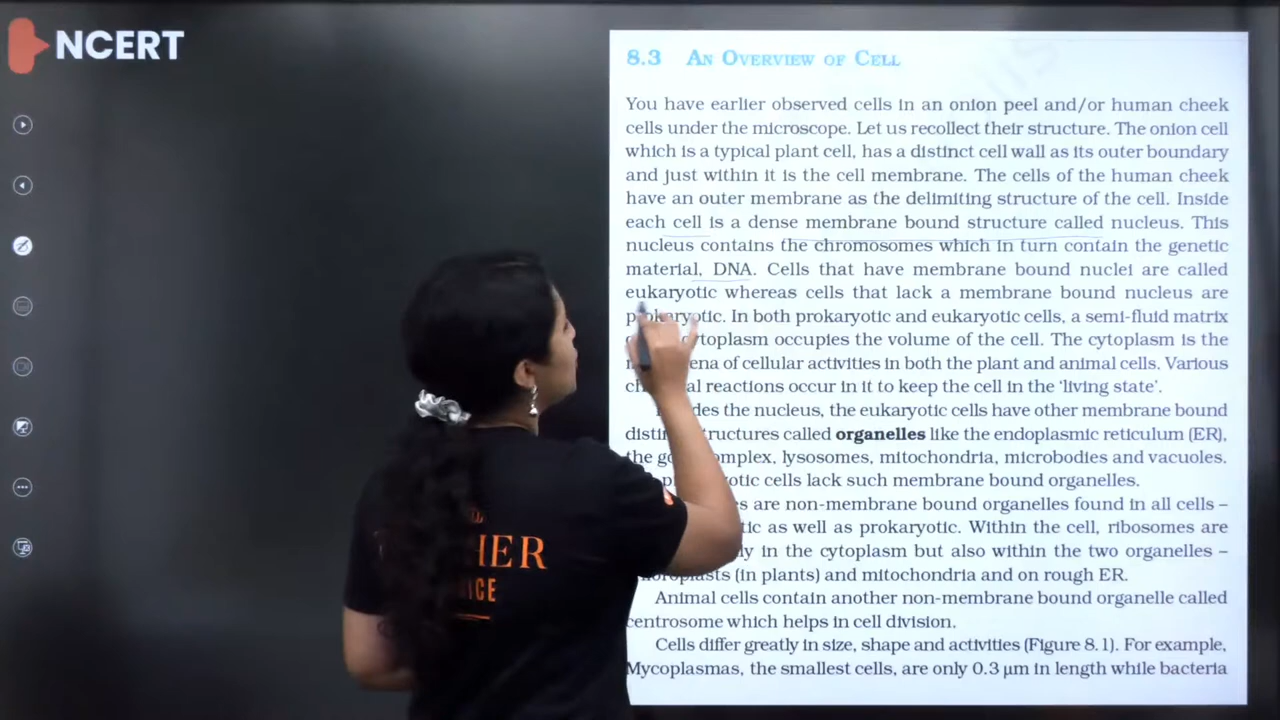 NCERT
8.3 AN OVERVIEW OF CELL
You have earlier observed cells in an onion peel and/or human cheek
cells under the microscope. Let us recollect their structure. The onion cell
which is a typical plant cell, has a distinct cell wall as its outer boundary
and just within it is the cell membrane. The cells of the human cheek
have an outer membrane as the delimiting structure of the cell. Inside
each cell is a dense membrane bound structure called nucleus. This
nucleus contains the chromosomes which in turn contain the genetic
material, DNA. Cells that have membrane bound nuclei are called
eukaryotic whereas cells that lack a membrane bound nucleus are
prokaryotic. In both prokaryotic and eukaryotic cells, a semi-fluid matrix
occupies the volume of the cell. The cytoplasm is the
of cellular activities in both the plant and animal cells. Various
reactions occur in it to keep the cell in the 'living state'.
the nucleus, the eukaryotic cells have other membrane bound
called organelles like the endoplasmic reticulum (ER),
the lysosomes, mitochondria, microbodies and vacuoles.
cells lack such membrane bound organelles.
are non-membrane bound organelles found in all cells –
as well as prokaryotic. Within the cell, ribosomes are
in the cytoplasm but also within the two organelles –
(in plants) and mitochondria and on rough ER.
Animal cells contain another non-membrane bound organelle called
centrosome which helps in cell division.
Cells differ greatly in size, shape and activities (Figure 8.1). For example,
Mycoplasmas, the smallest cells, are only 0.3 µm in length while bacteria